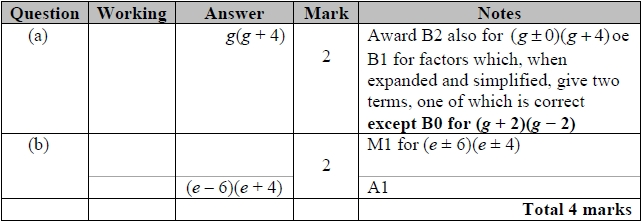 Question Working Answer Mark Notes
(a) g(g + 4) 2 Award B2 also for (g ± 0)(g + 4) oe
B1 for factors which, when
expanded and simplified, give two
terms, one of which is correct
except B0 for (g + 2)(g − 2)
(b) 2 M1 for (e ± 6)(e ± 4)
(e – 6)(e + 4) A1
Total 4 marks